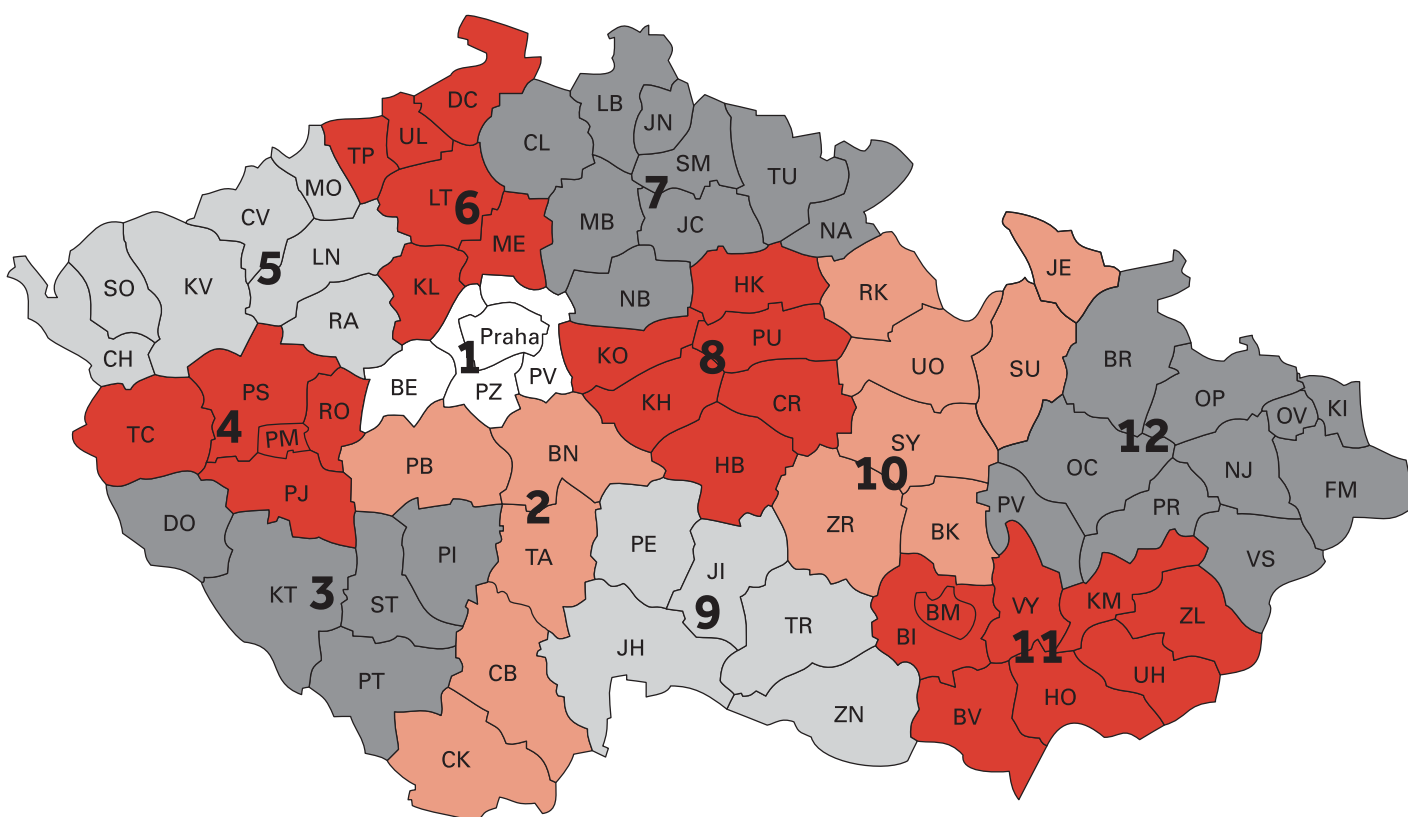 DC
LB
JN
UL
CL
TP
SM
TU
MO
LT
6
7
CV
MB
JC
NA
ME
LN
5
JE
SO
KV
KL
HK
RK
NB
RA
Praha
PU
1
8
KO
CH
BR
UO
SU
BE
PV
PZ
PS
OP
KH
CR
RO
KI
OV
4
TC
PM
12
SY
BN
PB
HB
10
OC
NJ
PJ
FM
2
PV
PR
DO
ZR
BK
PE
PI
TA
VS
JI
KT
3
ST
9
BM
VY
KM
ZL
TR
BI
JH
11
CB
PT
UH
HO
ZN
BV
CK